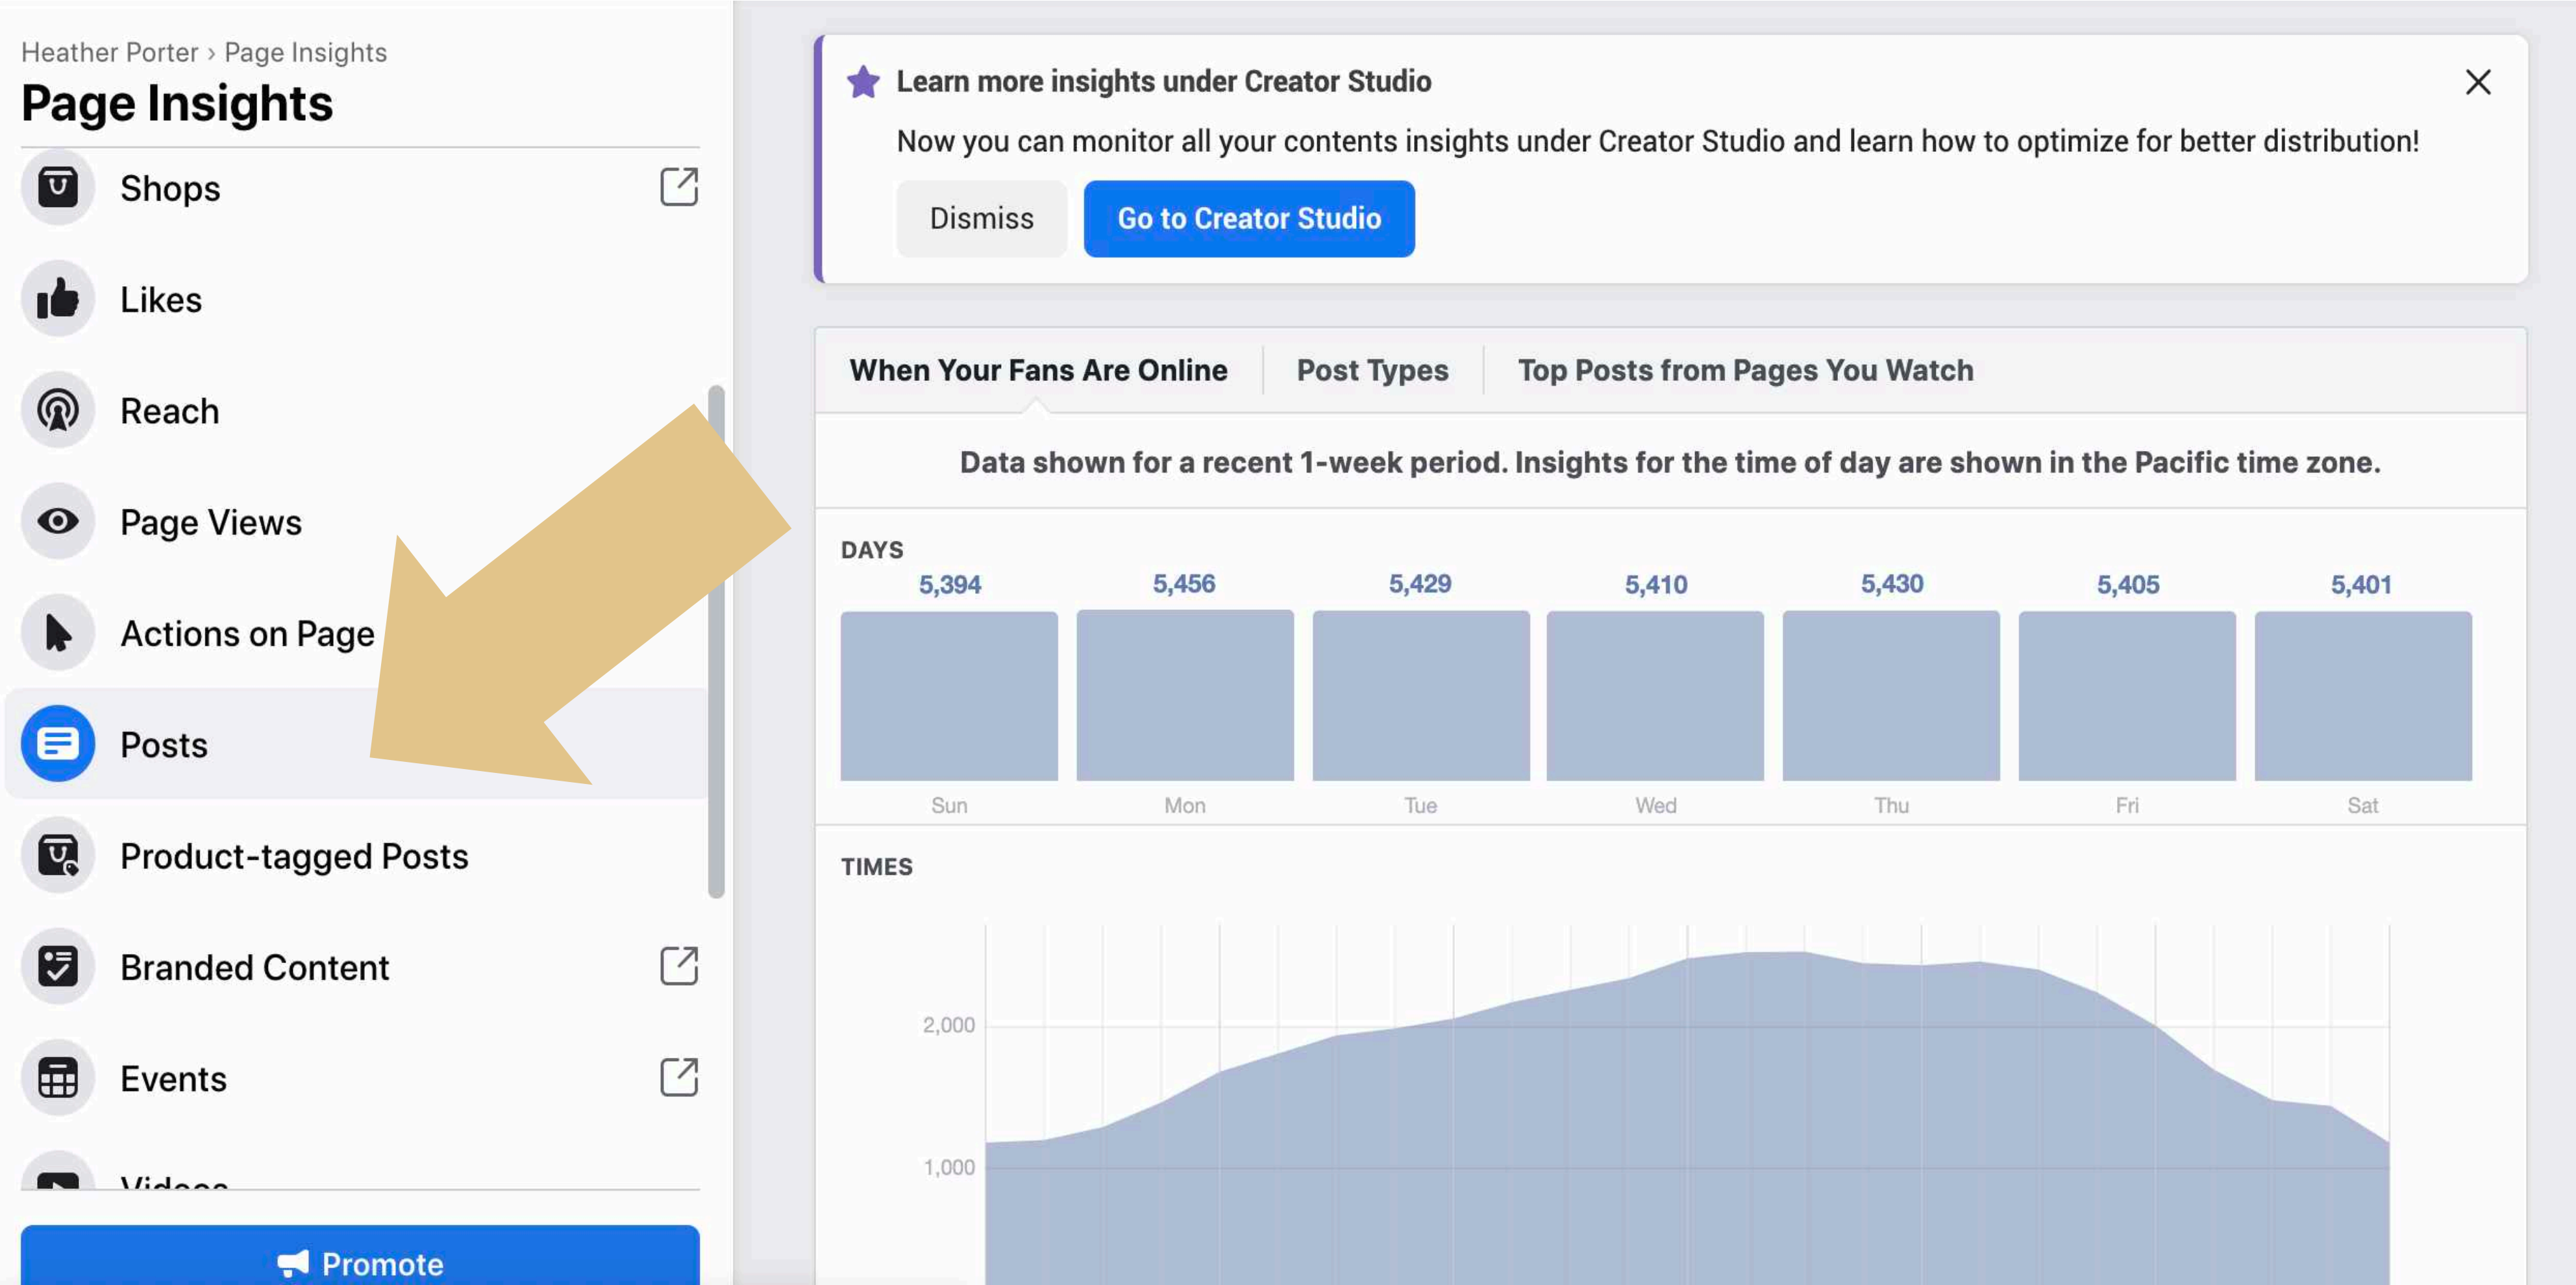 Heather Porter › Page Insights
Page Insights
Shops
Likes
Reach
Page Views
Actions on Page
Posts
Product-tagged Posts
Branded Content
Events
Videos
Promote
Learn more insights under Creator Studio
Now you can monitor all your contents insights under Creator Studio and learn how to optimize for better distribution!
Dismiss Go to Creator Studio
When Your Fans Are Online Post Types Top Posts from Pages You Watch
Data shown for a recent 1-week period. Insights for the time of day are shown in the Pacific time zone.
DAYS
5,394 5,456 5,429 5,410 5,430 5,405 5,401
Sun Mon Tue Wed Thu Fri Sat
TIMES
2,000
1,000